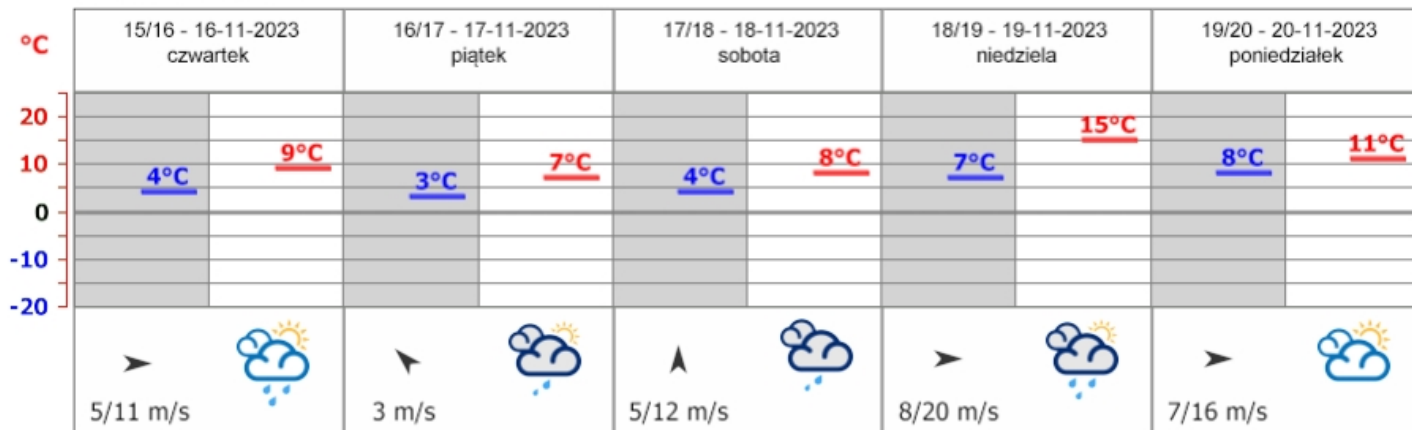 °C
15/16 - 16-11-2023
czwartek
16/17 - 17-11-2023
piątek
17/18 - 18-11-2023
sobota
18/19 - 19-11-2023
niedziela
19/20 - 20-11-2023
poniedziałek
20
10
0
-10
-20
4°C
9°C
3°C
7°C
4°C
8°C
7°C
15°C
8°C
11°C
5/11 m/s
3 m/s
5/12 m/s
8/20 m/s
7/16 m/s